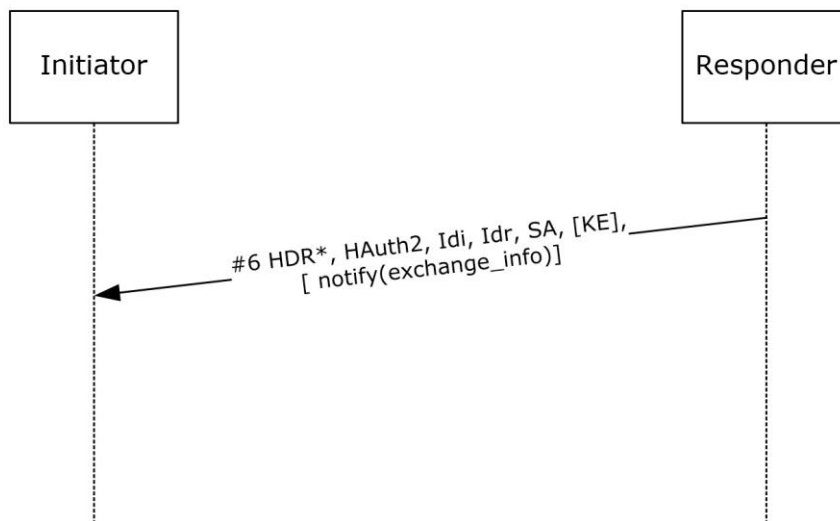 Initiator
Responder
#6 HDR*, HAuth2, Idi, Idr, SA, [KE],
[ notify(exchange_info)]